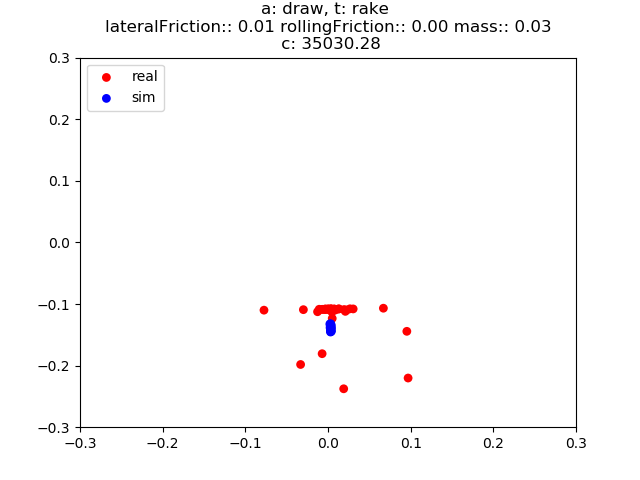 a: draw, t: rake
lateralFriction:: 0.01 rollingFriction:: 0.00 mass:: 0.03
c: 35030.28
real
sim
0.3
0.2
0.1
0.0
−0.1
−0.2
−0.3
−0.3
−0.2
−0.1
0.0
0.1
0.2
0.3